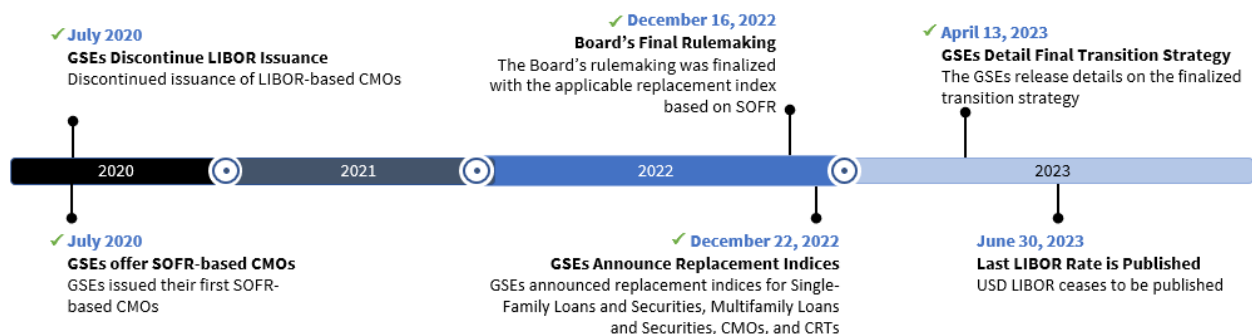 July 2020
GSEs Discontinue LIBOR Issuance
Discontinued issuance of LIBOR-based CMOs
December 16, 2022
Board's Final Rulemaking
The Board's rulemaking was finalized
with the applicable replacement index
based on SOFR
April 13, 2023
GSEs Detail Final Transition Strategy
The GSEs release details on the finalized
transition strategy
2020
2021
2022
2023
July 2020
GSEs offer SOFR-based CMOs
GSEs issued their first SOFR-
based CMOs
December 22, 2022
GSEs Announce Replacement Indices
GSEs announced replacement indices for Single-
Family Loans and Securities, Multifamily Loans
and Securities, CMOs, and CRTs
June 30, 2023
Last LIBOR Rate is Published
USD LIBOR ceases to be published